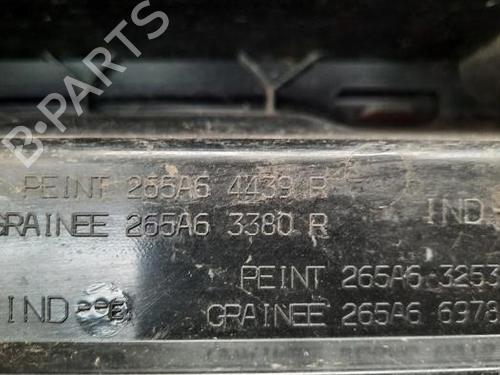 B-PARTS
PEINT 265A6 4439 R
GRAINEE 265A6 3380 R
IND
PEINT 265A6 3253
IND
GRAINEE 265A6 6978